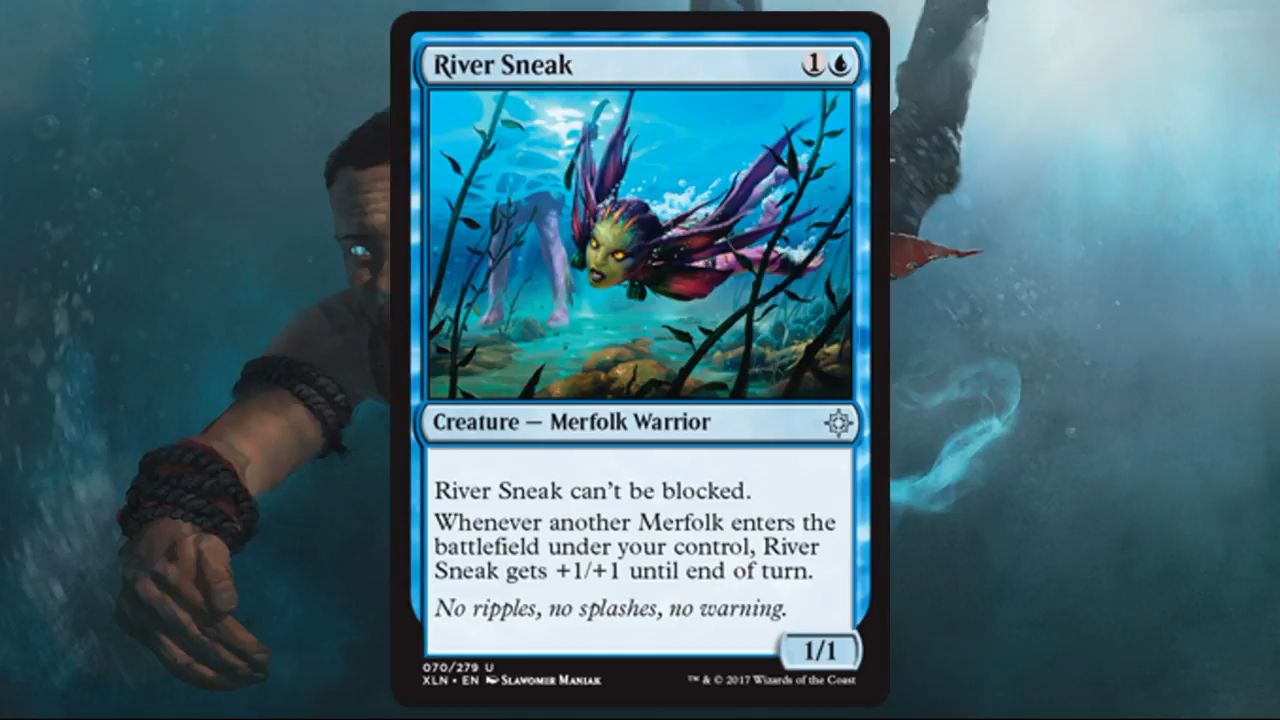 River Sneak 1
Creature — Merfolk Warrior
River Sneak can't be blocked.
Whenever another Merfolk enters the
battlefield under your control, River
Sneak gets +1/+1 until end of turn.
No ripples, no splashes, no warning.
1/1
070/279 U
XLN • EN Slawomir Maniak
™ & © 2017 Wizards of the Coast